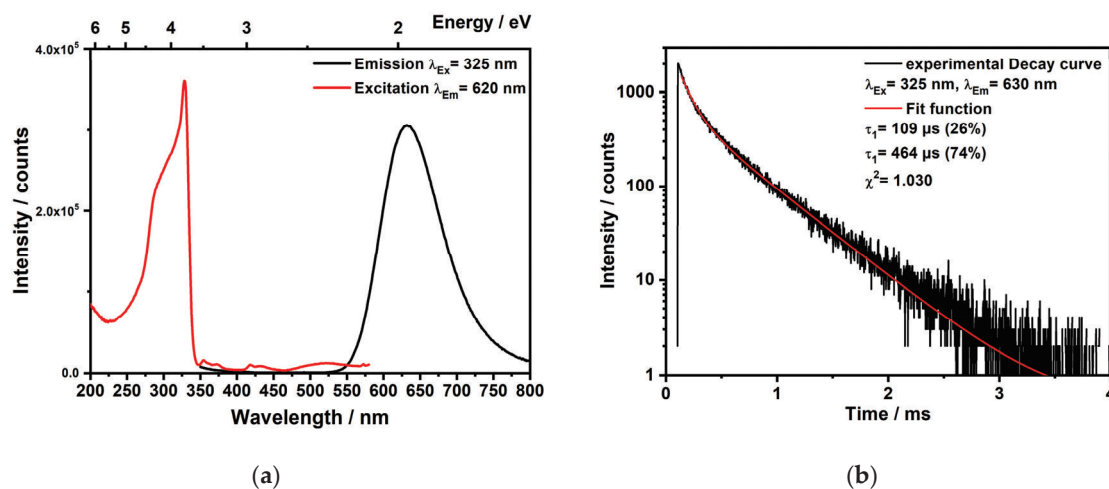 Energy / eV
6 5 4 3 2
4.0x10⁵
2.0x10⁵
0.0
Intensity / counts
Emission λEx= 325 nm
Excitation λEm= 620 nm
200 250 300 350 400 450 500 550 600 650 700 750 800
Wavelength / nm
(a)
1000
100
10
1
Intensity / counts
experimental Decay curve
λEx= 325 nm, λEm= 630 nm
Fit function
τ1= 109 µs (26%)
τ1= 464 µs (74%)
χ²= 1.030
0 1 2 3 4
Time / ms
(b)